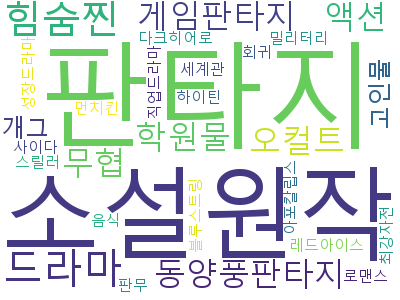 힘숨찐 게임판타지 액션
다크히어로 회귀 밀리터리
성장드라마 먼치킨 직업드라마 세계관 하이틴 고인물
판타지
개그 학원물 오컬트
사이다 무협
스릴러
소설원작
음식 블루스트링 아포칼립스 레드아이스 최강자전
드라마 동양풍판타지 로맨스
판무